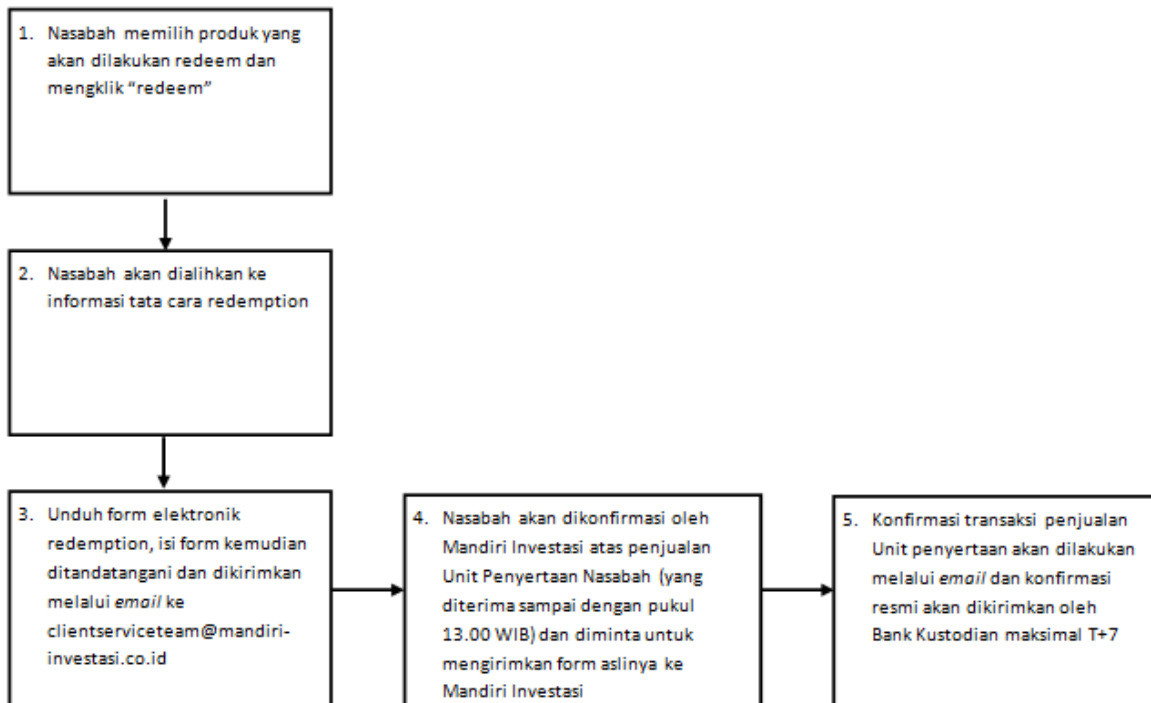 1. Nasabah memilih produk yang
akan dilakukan redeem dan
mengklik “redeem”
2. Nasabah akan dialihkan ke
informasi tata cara redemption
3. Unduh form elektronik
redemption, isi form kemudian
ditandatangani dan dikirimkan
melalui email ke
clientserviceteam@mandiri-
investasi.co.id
4. Nasabah akan dikonfirmasi oleh
Mandiri Investasi atas penjualan
Unit Penyertaan Nasabah (yang
diterima sampai dengan pukul
13.00 WIB) dan diminta untuk
mengirimkan form aslinya ke
Mandiri Investasi
5. Konfirmasi transaksi penjualan
Unit penyertaan akan dilakukan
melalui email dan konfirmasi
resmi akan dikirimkan oleh
Bank Kustodian maksimal T+7